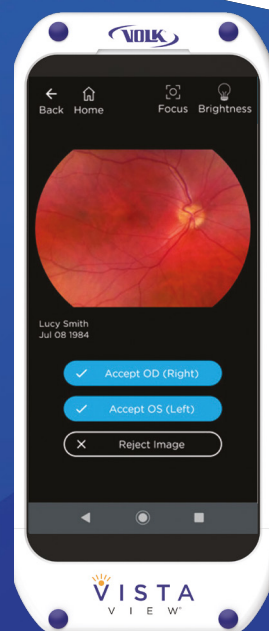 VOLK
Back Home Focus Brightness
Lucy Smith
Jul 08 1984
Accept OD (Right)
Accept OS (Left)
Reject Image
VISTA
VIEW